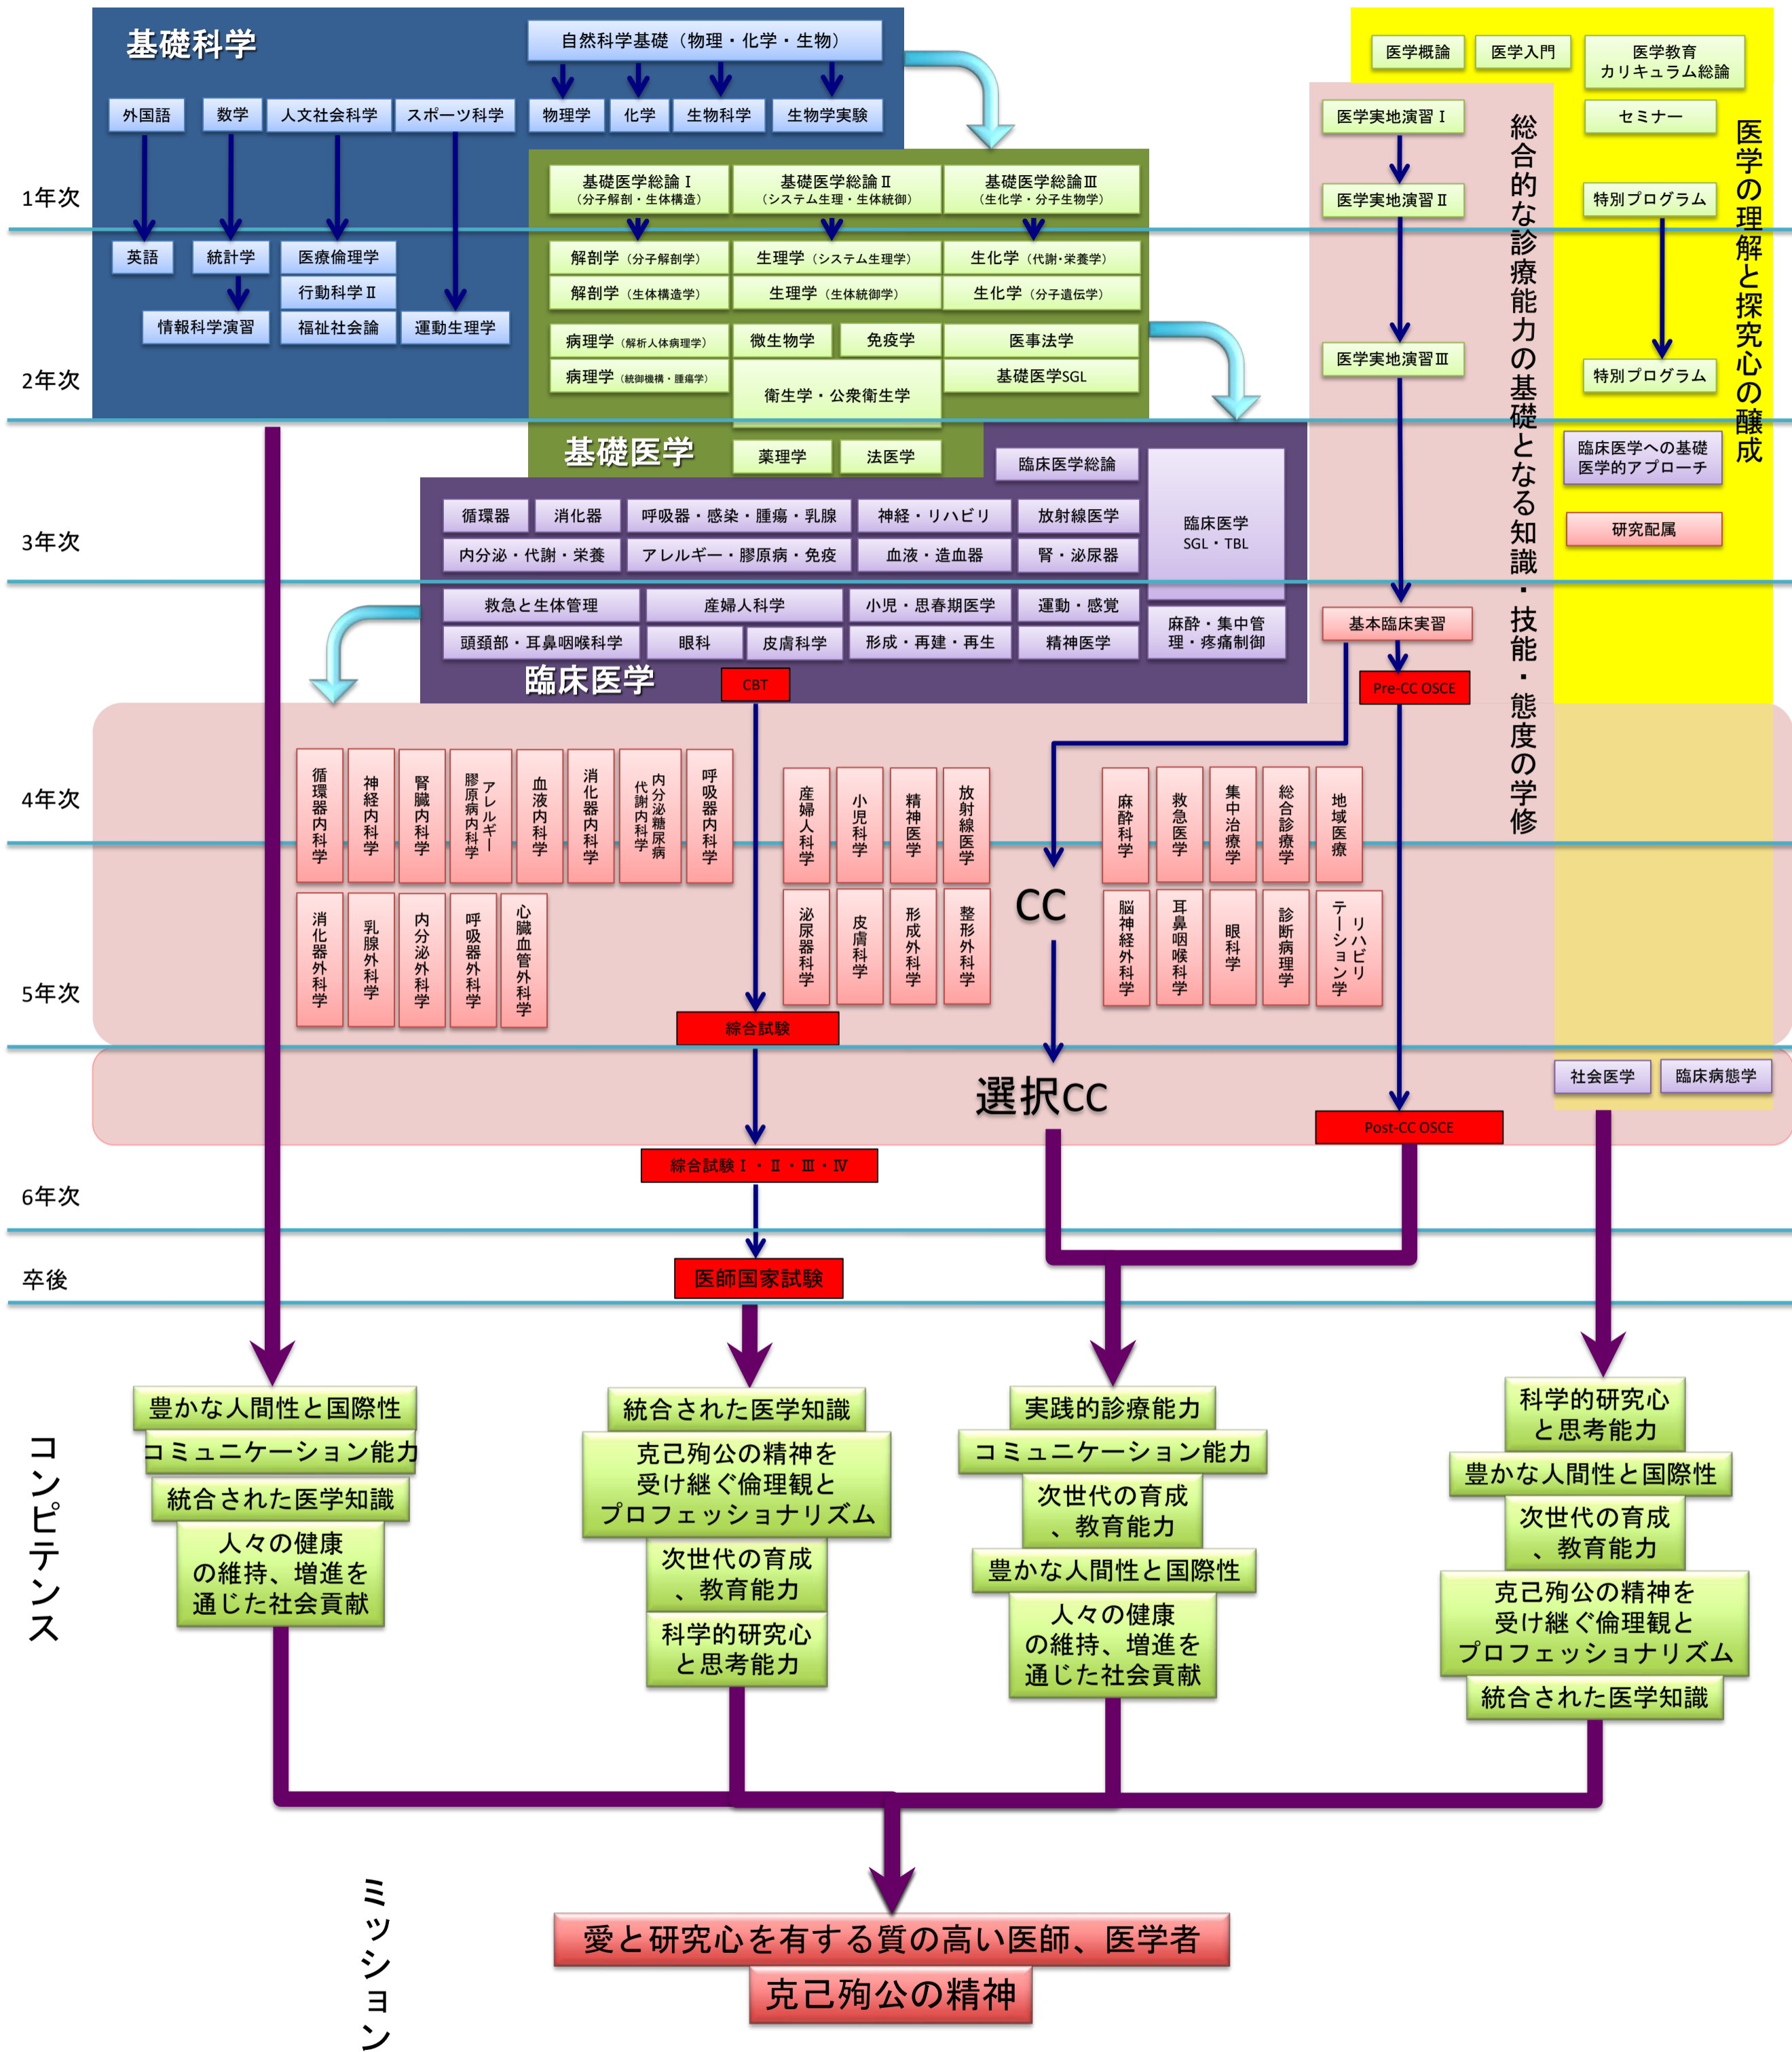 基礎科学
自然科学基礎（物理・化学・生物）
外国語
数学
人文社会科学
スポーツ科学
物理学
化学
生物科学
生物学実験
医学概論
医学入門
医学教育
カリキュラム総論
医学実地演習Ⅰ
セミナー
総合的な診療能力の基礎となる知識・技能・態度の学修
医学の理解と探究心の醸成
1年次
基礎医学総論Ⅰ
（分子解剖・生体構造）
基礎医学総論Ⅱ
（システム生理・生体統御）
基礎医学総論Ⅲ
（生化学・分子生物学）
医学実地演習Ⅱ
特別プログラム
英語
統計学
医療倫理学
行動科学Ⅱ
情報科学演習
福祉社会論
運動生理学
解剖学（分子解剖学）
生理学（システム生理学）
生化学（代謝・栄養学）
解剖学（生体構造学）
生理学（生体統御学）
生化学（分子遺伝学）
病理学（解析人体病理学）
微生物学
免疫学
医事法学
病理学（統御機構・腫瘍学）
衛生学・公衆衛生学
基礎医学SGL
医学実地演習Ⅲ
特別プログラム
2年次
基礎医学
薬理学
法医学
臨床医学総論
臨床医学
SGL・TBL
臨床医学への基礎
医学的アプローチ
研究配属
3年次
循環器
消化器
呼吸器・感染・腫瘍・乳腺
神経・リハビリ
放射線医学
内分泌・代謝・栄養
アレルギー・膠原病・免疫
血液・造血器
腎・泌尿器
救急と生体管理
産婦人科学
小児・思春期医学
運動・感覚
麻酔・集中管
理・疼痛制御
頭頚部・耳鼻咽喉科学
眼科
皮膚科学
形成・再建・再生
精神医学
基本臨床実習
臨床医学
CBT
Pre-CC OSCE
4年次
循環器内科学
神経内科学
腎臓内科学
アレルギー
膠原病内科学
血液内科学
消化器内科学
内分泌糖尿病
代謝内科学
呼吸器内科学
産婦人科学
小児科学
精神医学
放射線医学
麻酔科学
救急医学
集中治療学
総合診療学
地域医療
CC
5年次
消化器外科学
乳腺外科学
内分泌外科学
呼吸器外科学
心臓血管外科学
泌尿器科学
皮膚科学
形成外科学
整形外科学
脳神経外科学
耳鼻咽喉科学
眼科学
診断病理学
リハビリ
テーション学
綜合試験
選択CC
社会医学
臨床病態学
Post-CC OSCE
綜合試験Ⅰ・Ⅱ・Ⅲ・Ⅳ
6年次
卒後
医師国家試験
コンピテンス
豊かな人間性と国際性
コミュニケーション能力
統合された医学知識
人々の健康
の維持、増進を
通じた社会貢献
統合された医学知識
克己殉公の精神を
受け継ぐ倫理観と
プロフェッショナリズム
次世代の育成
、教育能力
科学的研究心
と思考能力
実践的診療能力
コミュニケーション能力
次世代の育成
、教育能力
豊かな人間性と国際性
人々の健康
の維持、増進を
通じた社会貢献
科学的研究心
と思考能力
豊かな人間性と国際性
次世代の育成
、教育能力
克己殉公の精神を
受け継ぐ倫理観と
プロフェッショナリズム
統合された医学知識
ミッション
愛と研究心を有する質の高い医師、医学者
克己殉公の精神